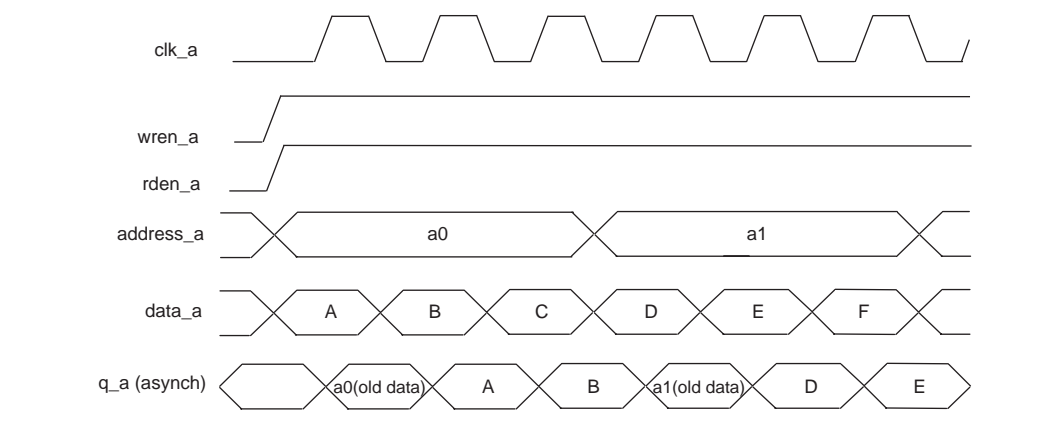 clk_a
wren_a
rden_a
address_a a0 a1
data_a A B C D E F
q_a (asynch) a0(old data) A B a1(old data) D E